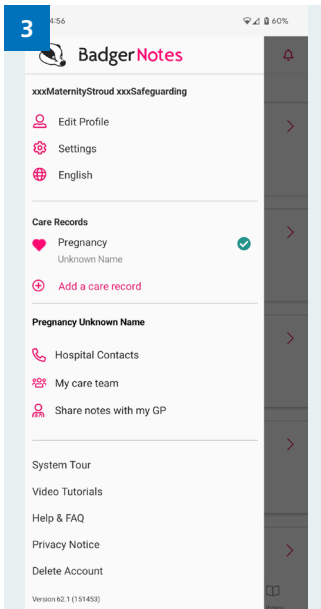 3
4:56
60%
BadgerNotes
xxxMaternityStroud xxxSafeguarding
Edit Profile
Settings
English
Care Records
Pregnancy
Unknown Name
Add a care record
Pregnancy Unknown Name
Hospital Contacts
My care team
Share notes with my GP
System Tour
Video Tutorials
Help & FAQ
Privacy Notice
Delete Account
Version 62.1 (151453)